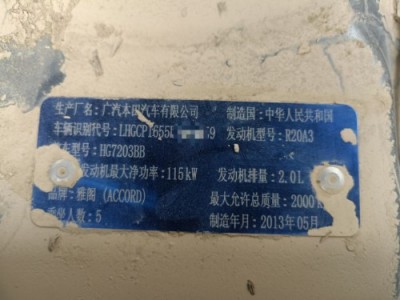 生产厂名：广汽本田汽车有限公司 制造国：中华人民共和国
车辆识别代号：LHGCP1655 9 发动机型号：R20A3
车型号：HG7203BB
发动机最大净功率：115kW 发动机排量：2.0L
品牌：雅阁 (ACCORD) 最大允许总质量：2000
乘坐人数：5 制造年月：2013年05月